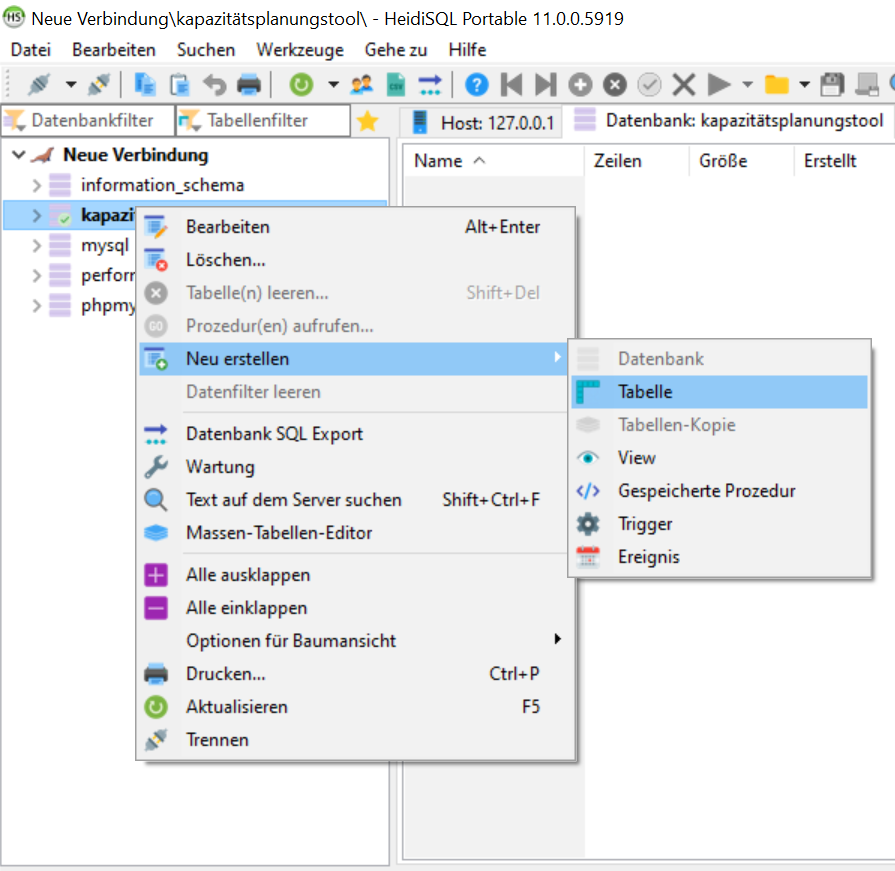 Neue Verbindung\kapazitätsplanungstool\ - HeidiSQL Portable 11.0.0.5919
Datei Bearbeiten Suchen Werkzeuge Gehe zu Hilfe
Datenbankfilter Tabellenfilter Host: 127.0.0.1 Datenbank: kapazitätsplanungstool
Neue Verbindung
Name Zeilen Größe Erstellt
information_schema
kapazi
mysql
perforr
phpmy
Bearbeiten Alt+Enter
Löschen...
Tabelle(n) leeren... Shift+Del
Prozedur(en) aufrufen...
Neu erstellen
Datenfilter leeren
Datenbank SQL Export
Wartung
Text auf dem Server suchen Shift+Ctrl+F
Massen-Tabellen-Editor
Alle ausklappen
Alle einklappen
Optionen für Baumansicht
Drucken... Ctrl+P
Aktualisieren F5
Trennen
Datenbank
Tabelle
Tabellen-Kopie
View
Gespeicherte Prozedur
Trigger
Ereignis